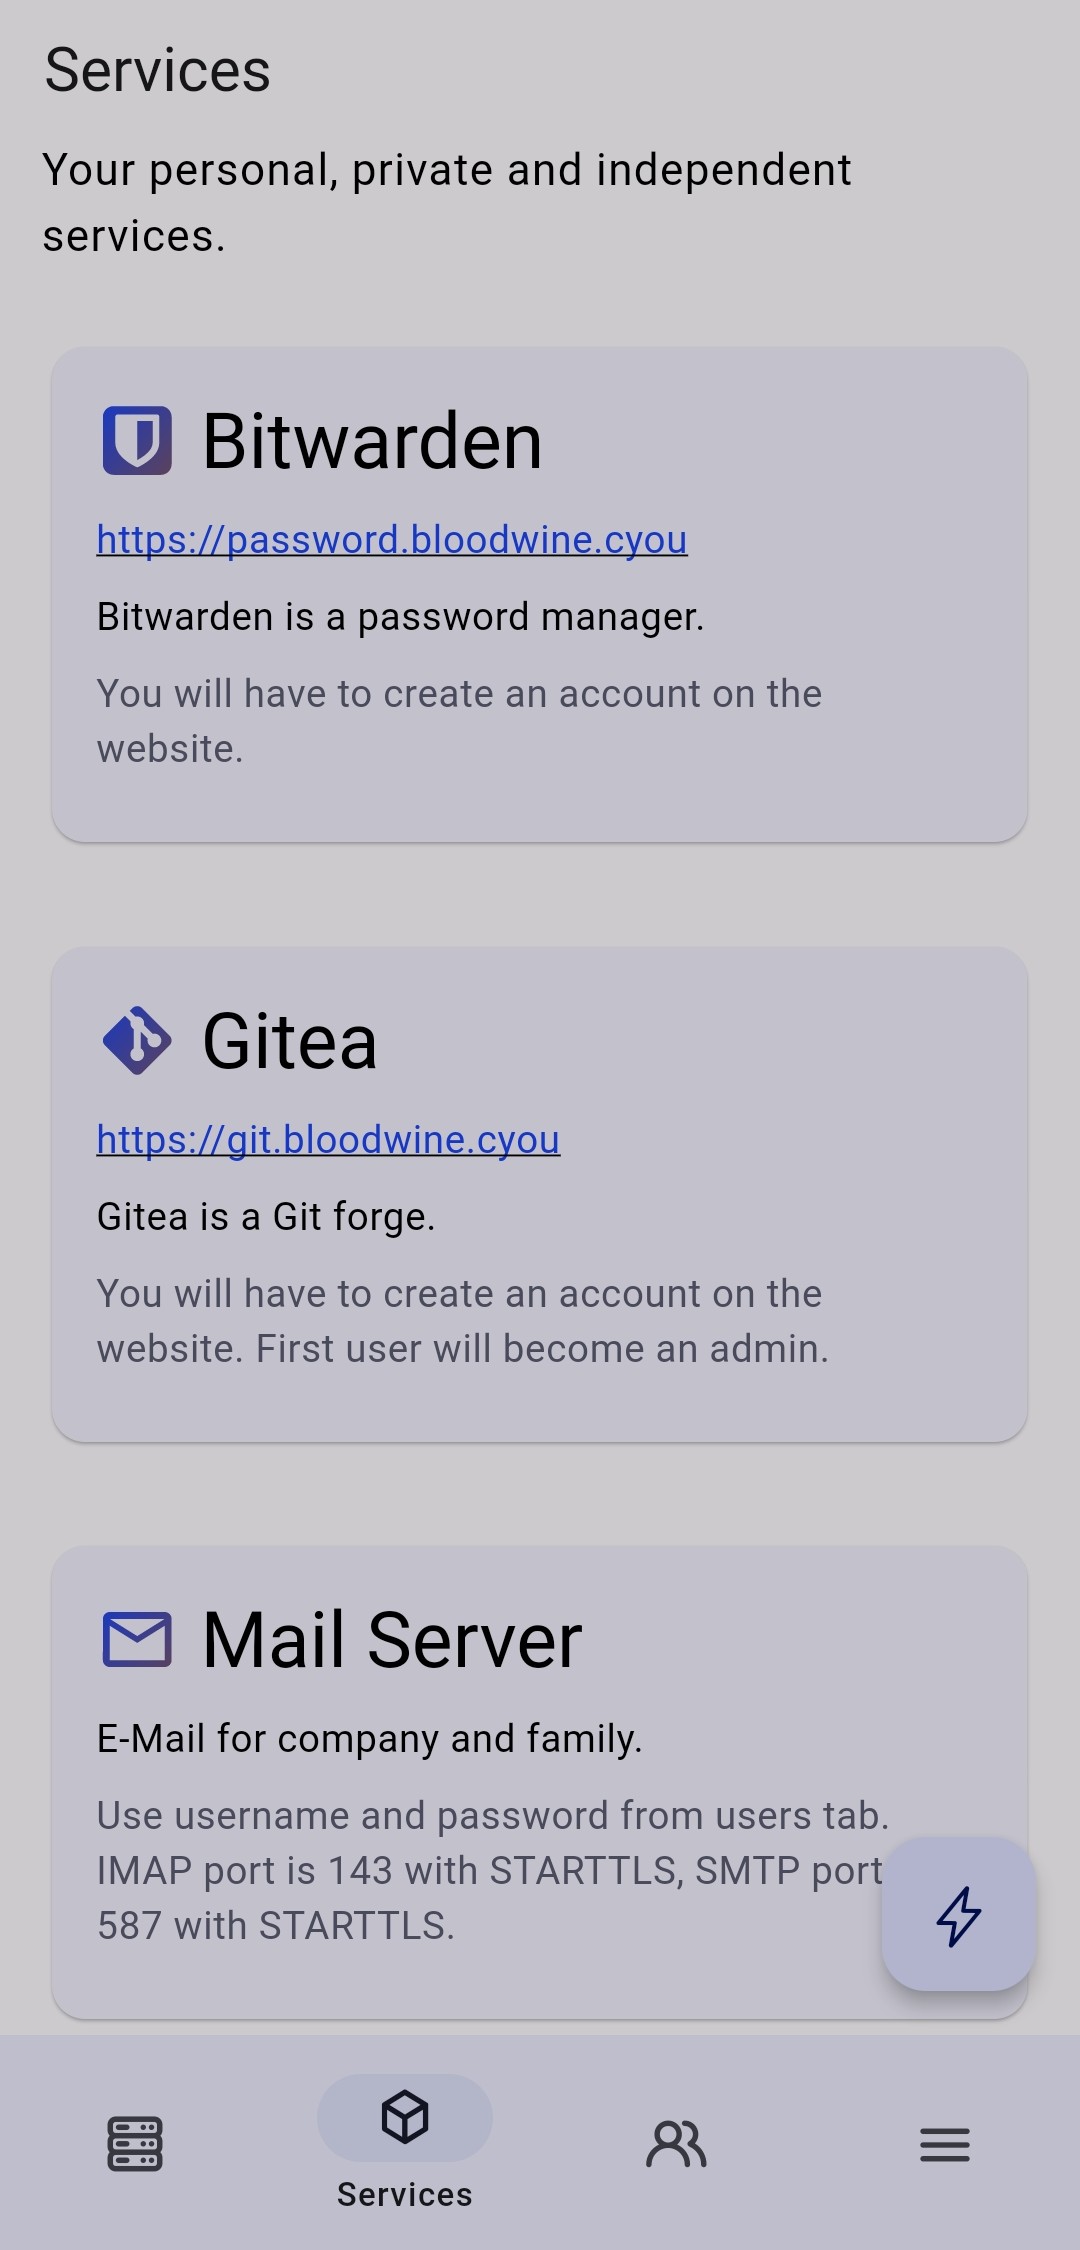 Services
Your personal, private and independent
services.
Bitwarden
https://password.bloodwine.cyou
Bitwarden is a password manager.
You will have to create an account on the
website.
Gitea
https://git.bloodwine.cyou
Gitea is a Git forge.
You will have to create an account on the
website. First user will become an admin.
Mail Server
E-Mail for company and family.
Use username and password from users tab.
IMAP port is 143 with STARTTLS, SMTP port
587 with STARTTLS.
Services